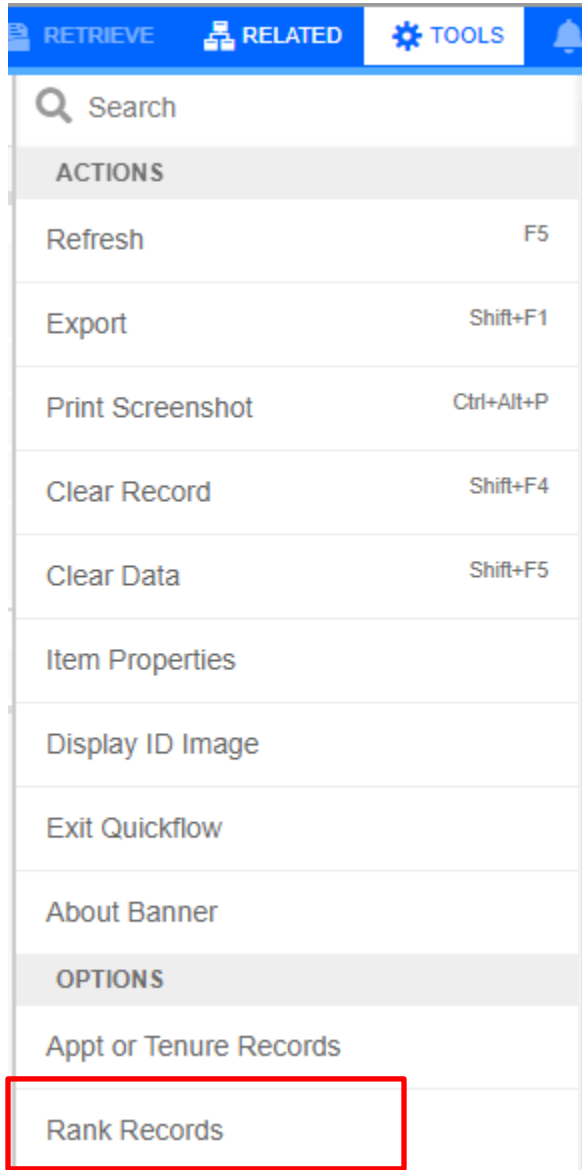 RETRIEVE RELATED TOOLS
Search
ACTIONS
Refresh F5
Export Shift+F1
Print Screenshot Ctrl+Alt+P
Clear Record Shift+F4
Clear Data Shift+F5
Item Properties
Display ID Image
Exit Quickflow
About Banner
OPTIONS
Appt or Tenure Records
Rank Records